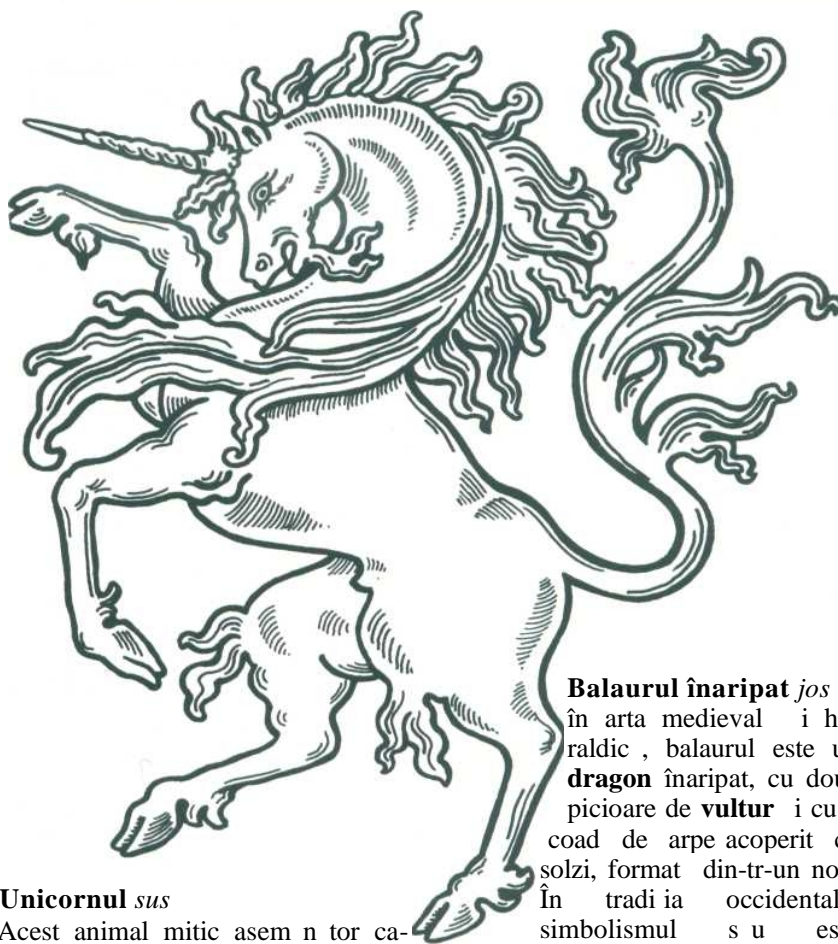 Unicornul sus
Acest animal mitic asem n tor ca-
Balaurul înaripat jos
în arta medieval i h
raldic , balaurul este u
dragon înaripat, cu dou
picioare de vultur i cu
coad de arpe acoperit c
solzi, format din-tr-un no
În tradi ia occidental
simbolismul s u es